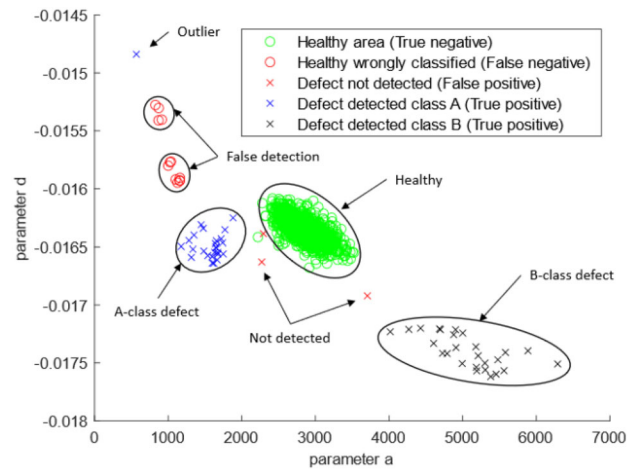 -0.0145
Outlier
Healthy area (True negative)
Healthy wrongly classified (False negative)
Defect not detected (False positive)
Defect detected class A (True positive)
Defect detected class B (True positive)
-0.015
-0.0155
False detection
-0.016
Healthy
parameter d
-0.0165
A-class defect
B-class defect
-0.017
Not detected
-0.0175
-0.018
0 1000 2000 3000 4000 5000 6000 7000
parameter a